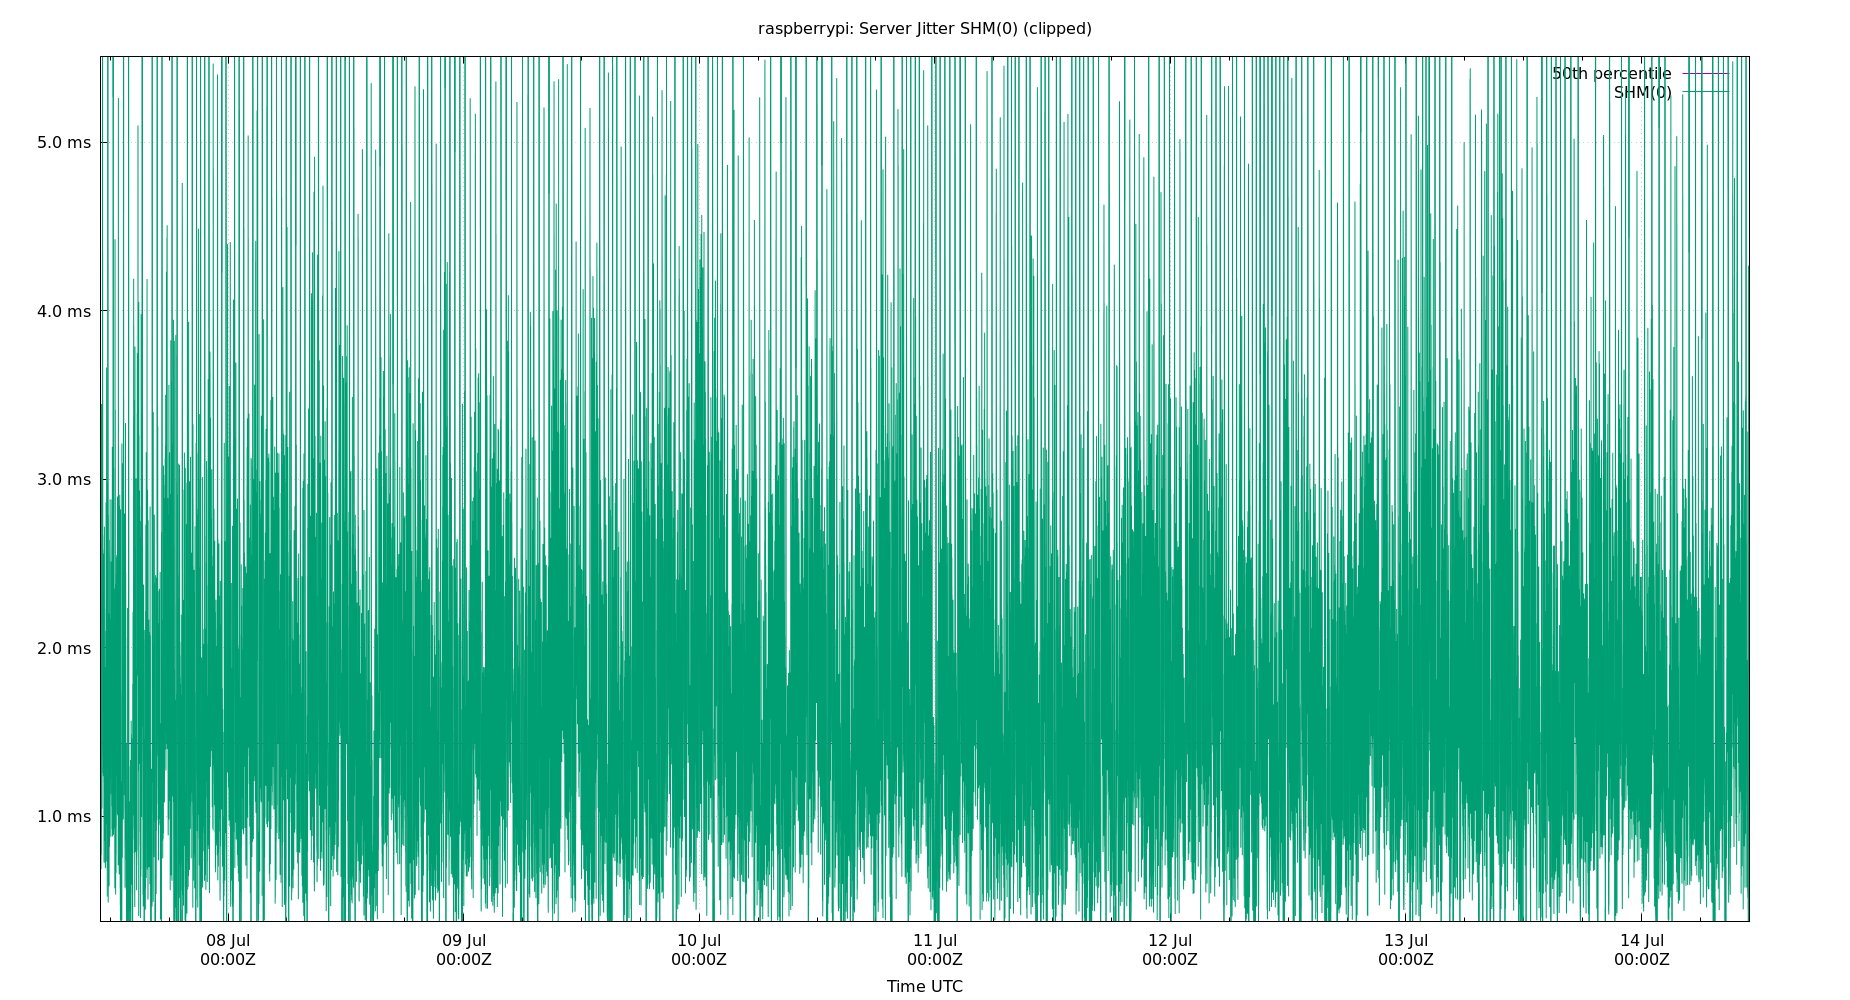 raspberrypi: Server Jitter SHM(0) (clipped)
50th percentile
SHM(0)
5.0 ms
4.0 ms
3.0 ms
2.0 ms
1.0 ms
08 Jul 09 Jul 10 Jul 11 Jul 12 Jul 13 Jul 14 Jul
00:00Z 00:00Z 00:00Z 00:00Z 00:00Z 00:00Z 00:00Z
Time UTC